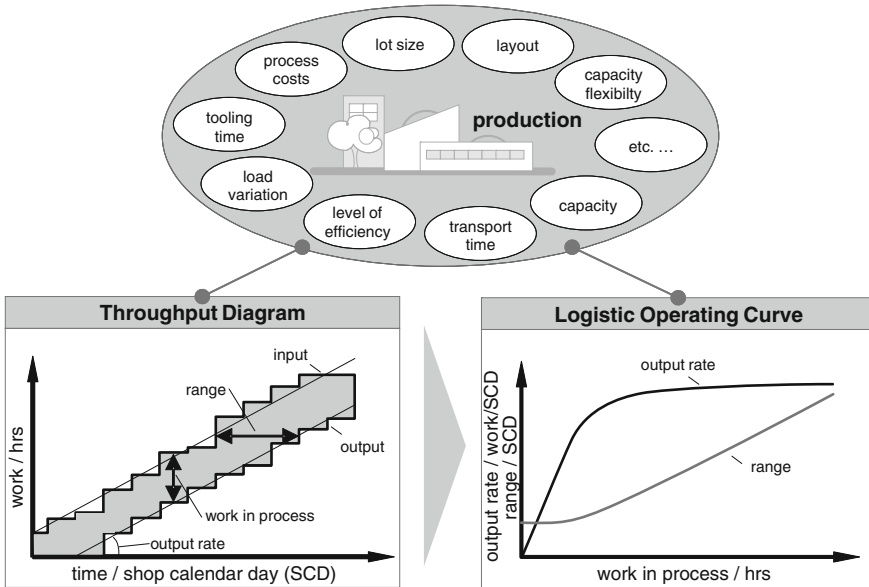 lot size
layout
process
costs
capacity
flexibilty
tooling
time
production
etc. ...
load
variation
level of
efficiency
transport
time
capacity
Throughput Diagram
work / hrs
input
range
output
work in process
output rate
time / shop calendar day (SCD)
Logistic Operating Curve
output rate / work/SCD
range / SCD
output rate
range
work in process / hrs